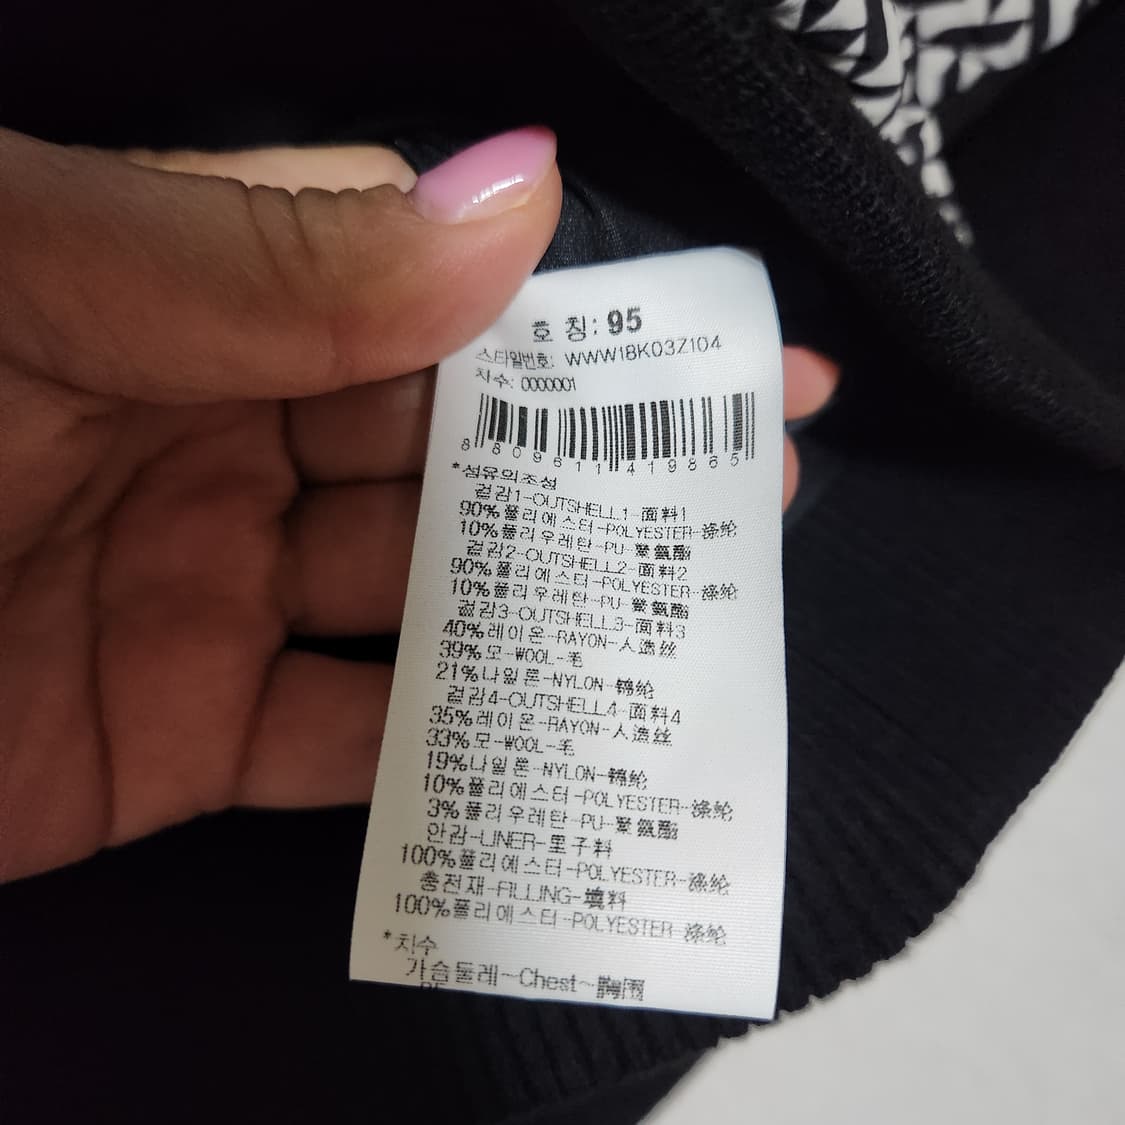 호 칭: 95
스타일번호: WWW18K03Z104
차수: 0000001
8 809611 419865
*섬유의조성
겉감1-OUTSHELL1-面料1
90%폴리에스터-POLYESTER-涤纶
10%폴리우레탄-PU-聚氨酯
겉감2-OUTSHELL2-面料2
90%폴리에스터-POLYESTER-涤纶
10%폴리우레탄-PU-聚氨酯
겉감3-OUTSHELL3-面料3
40%레이온-RAYON-人造丝
39%모-WOOL-毛
21%나일론-NYLON-锦纶
겉감4-OUTSHELL4-面料4
35%레이온-RAYON-人造丝
33%모-WOOL-毛
19%나일론-NYLON-锦纶
10%폴리에스터-POLYESTER-涤纶
3%폴리우레탄-PU-聚氨酯
안감-LINER-里子料
100%폴리에스터-POLYESTER-涤纶
충전재-FILLING-填料
100%폴리에스터-POLYESTER-涤纶
*치수
가슴둘레-Chest-胸围